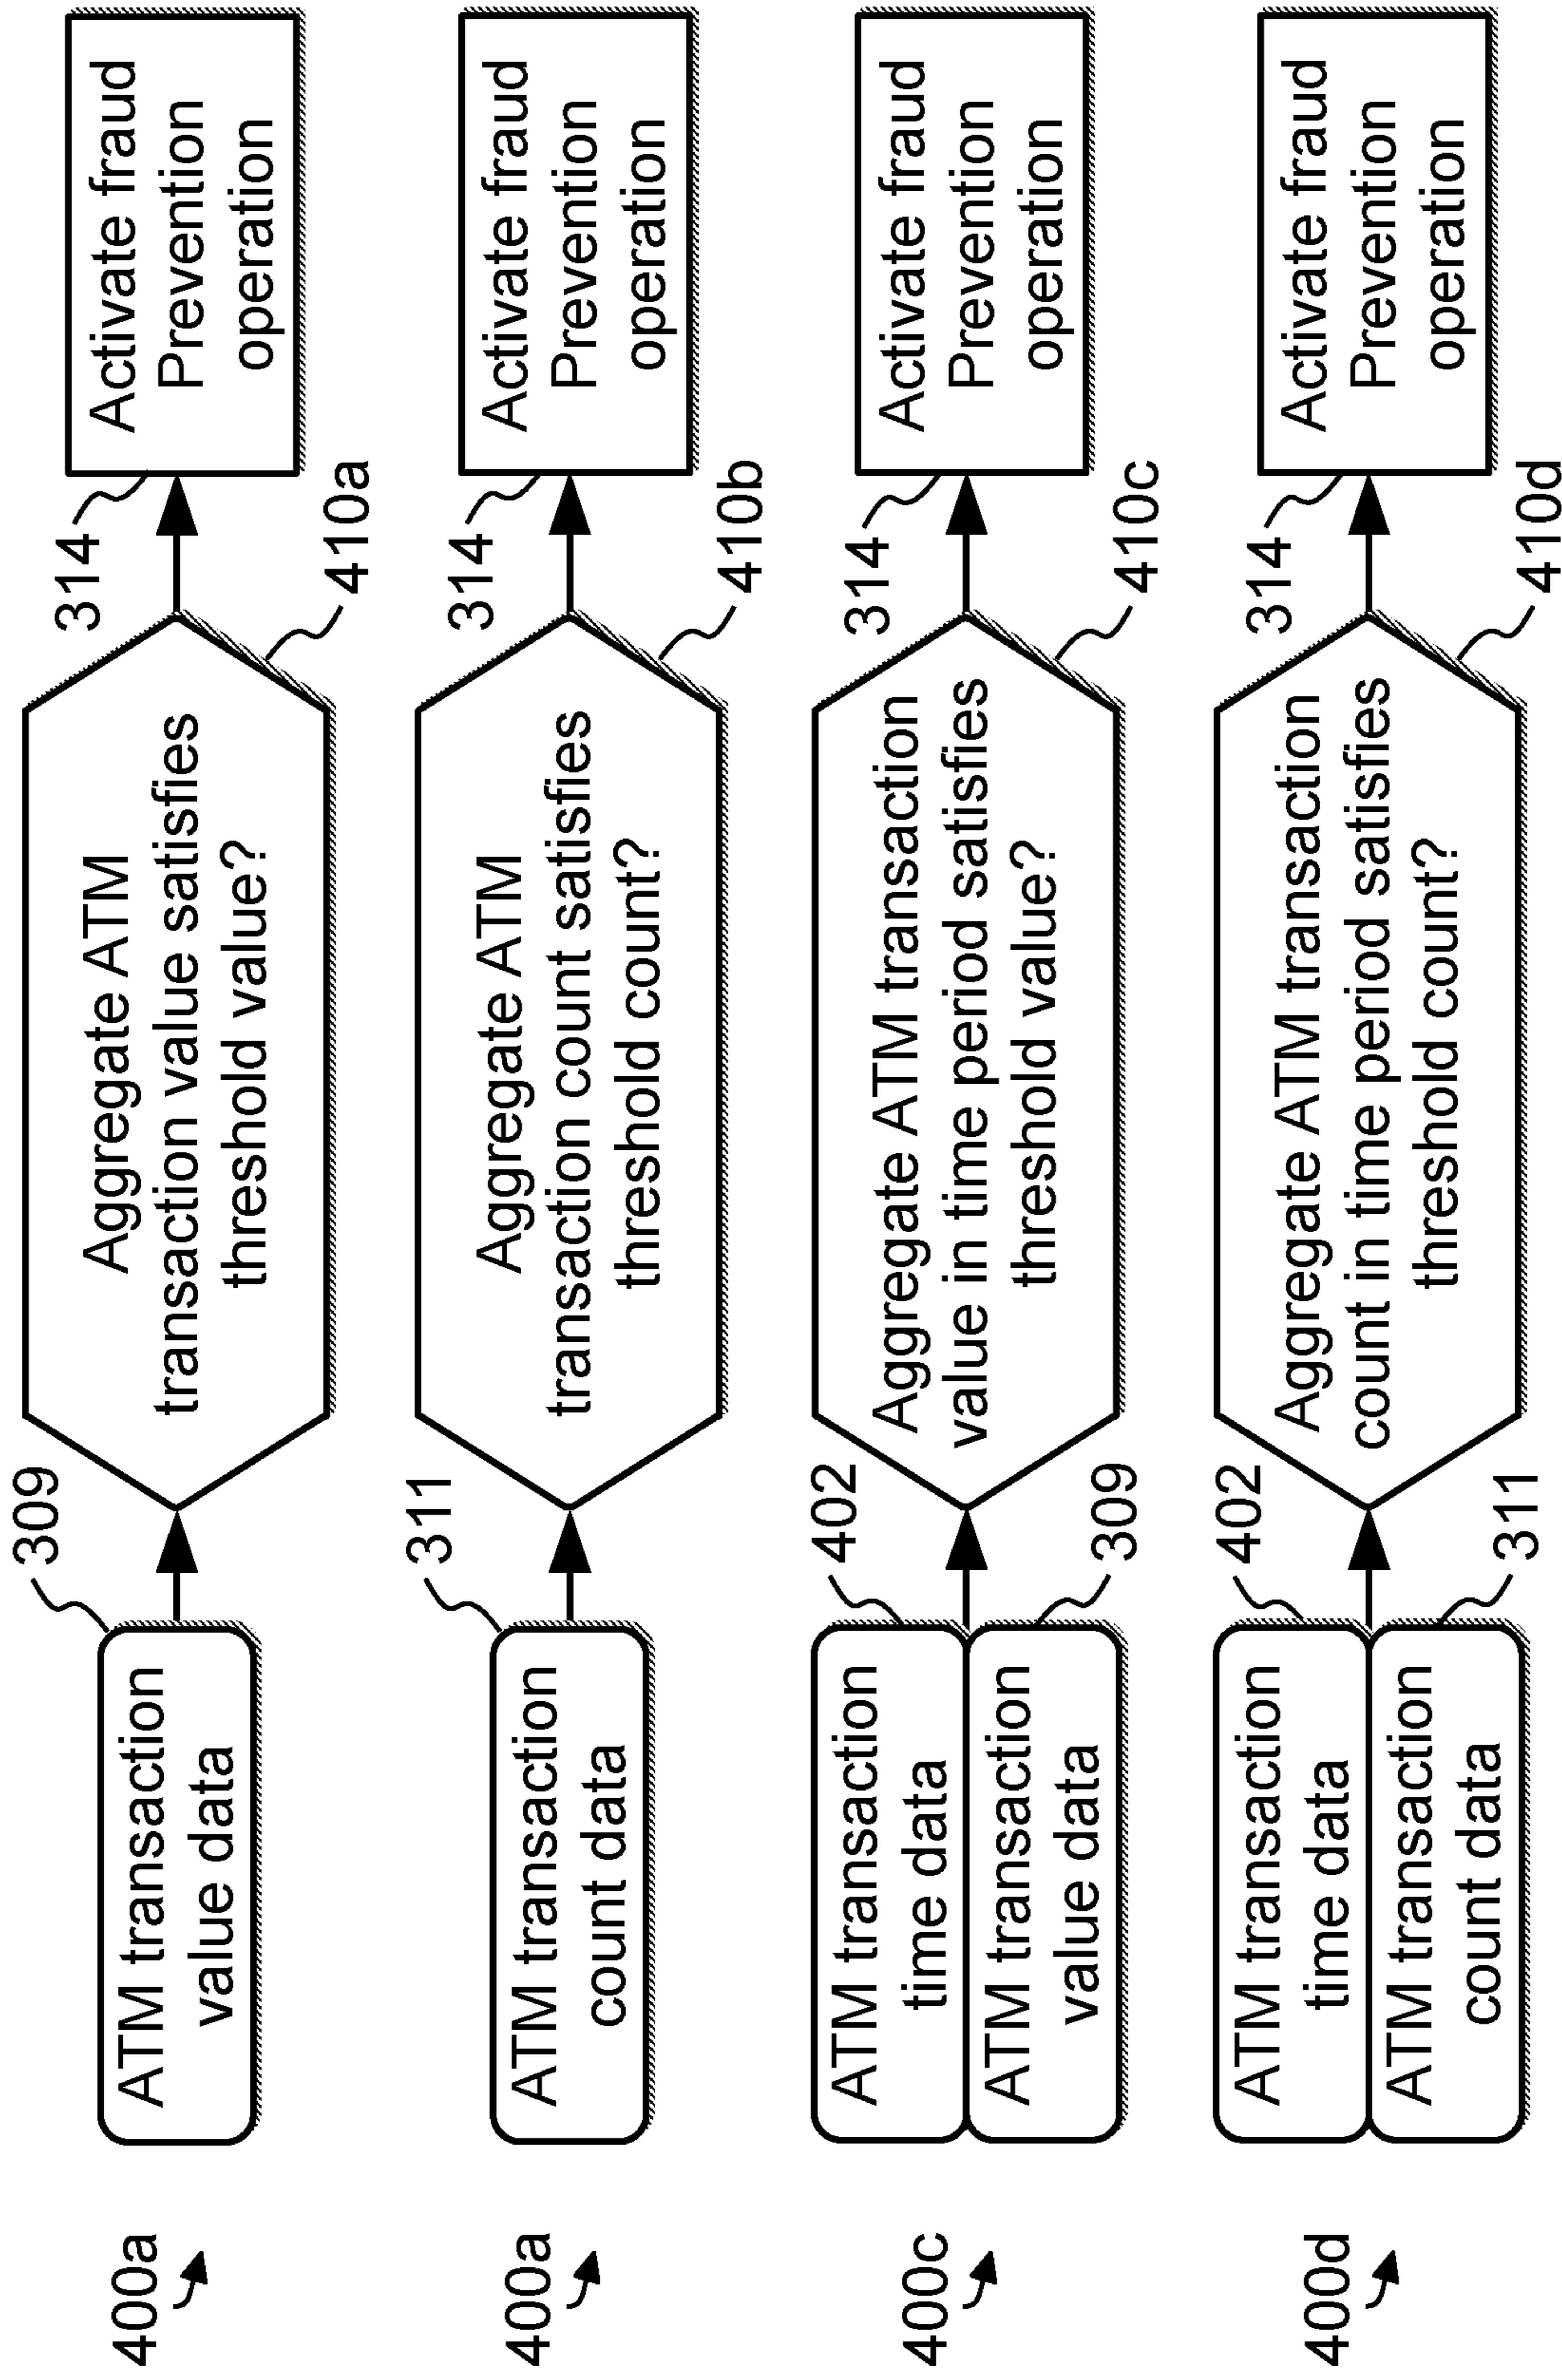 400a
309
ATM transaction
value data
Aggregate ATM
transaction value satisfies
threshold value?
410a
314
Activate fraud
Prevention
operation
400a
311
ATM transaction
count data
Aggregate ATM
transaction count satisfies
threshold count?
410b
314
Activate fraud
Prevention
operation
400c
402
ATM transaction
time data
ATM transaction
value data
309
Aggregate ATM transaction
value in time period satisfies
threshold value?
410c
314
Activate fraud
Prevention
operation
400d
402
ATM transaction
time data
ATM transaction
count data
311
Aggregate ATM transaction
count in time period satisfies
threshold count?
410d
314
Activate fraud
Prevention
operation